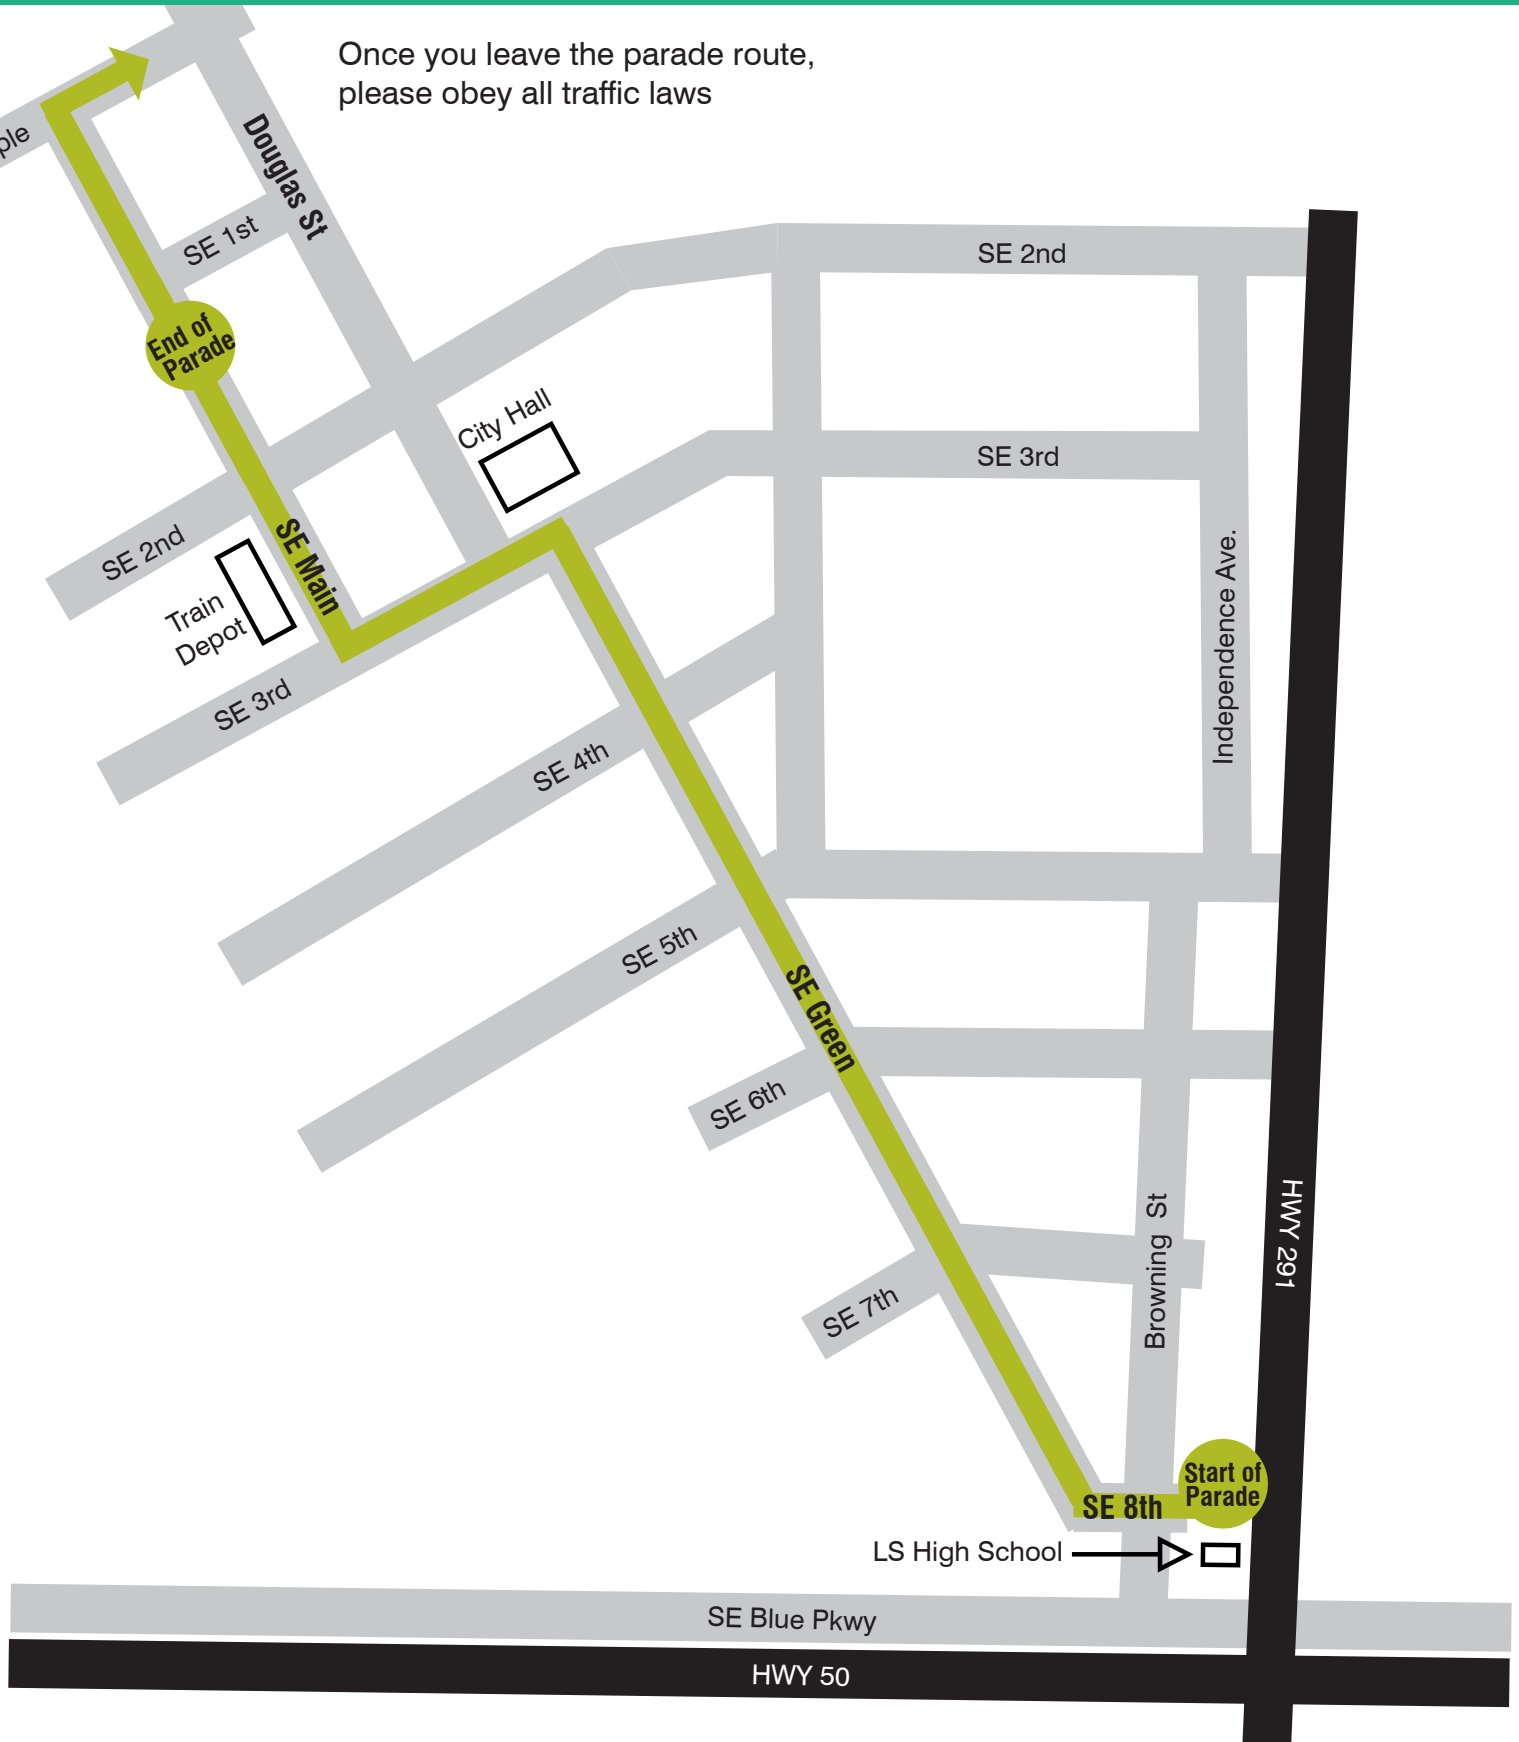 Once you leave the parade route,
please obey all traffic laws
ple
Douglas St
SE 1st
SE 2nd
End of
Parade
City Hall
SE 3rd
SE Main
SE 2nd
Train
Depot
Independence Ave.
SE 3rd
SE 4th
SE 5th
SE Green
SE 6th
Browning St
HWY 291
SE 7th
Start of
Parade
SE 8th
LS High School
SE Blue Pkwy
HWY 50